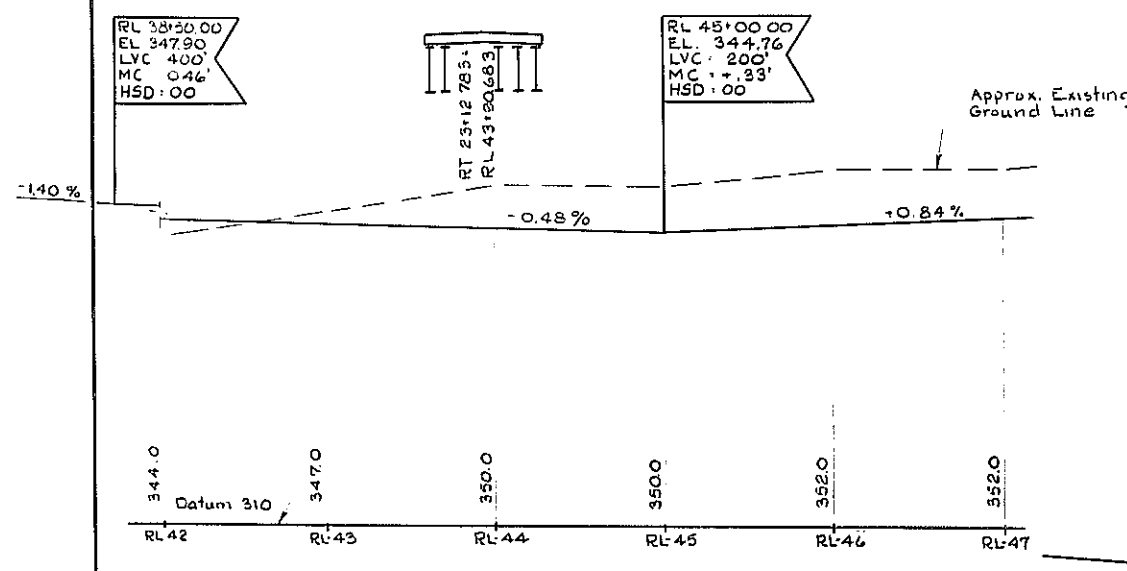 RL 38+50.00
EL 347.90
LVC 400'
MC 0.46'
HSD: 00
RT 23+12.785=
RL 43+90.683
RL 45+00 00
EL. 344.76
LVC: 200'
MC = +.33'
HSD: 00
Approx. Existing
Ground Line
-1.40 %
-0.48 %
+0.84 %
344.0
347.0
350.0
350.0
352.0
352.0
Datum 310
RL-42
RL-43
RL-44
RL-45
RL-46
RL-47